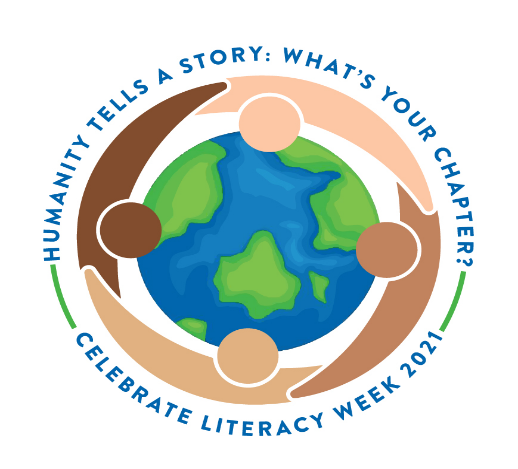 HUMANITY TELLS A STORY: WHAT'S YOUR CHAPTER?
CELEBRATE LITERACY WEEK 2021